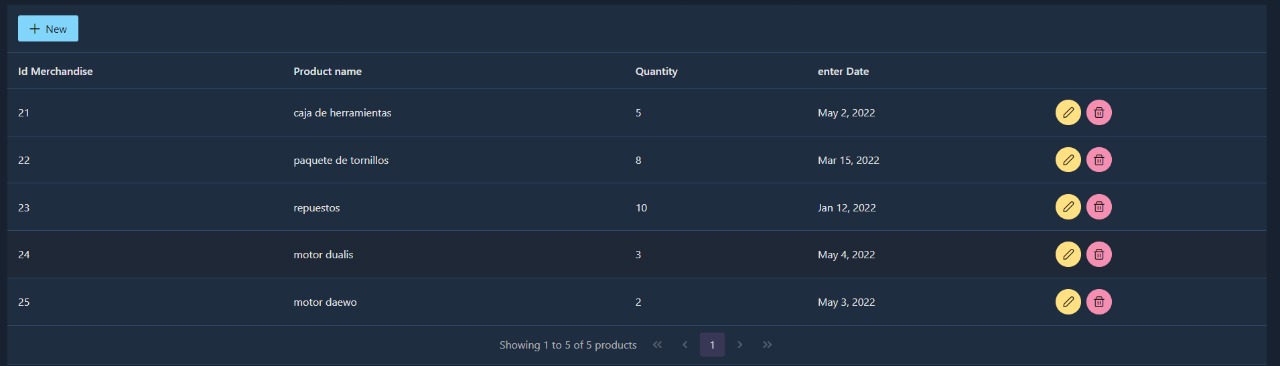 New
Id Merchandise Product name Quantity enter Date
21 caja de herramientas 5 May 2, 2022
22 paquete de tornillos 8 Mar 15, 2022
23 repuestos 10 Jan 12, 2022
24 motor dualis 3 May 4, 2022
25 motor daewo 2 May 3, 2022
Showing 1 to 5 of 5 products 1